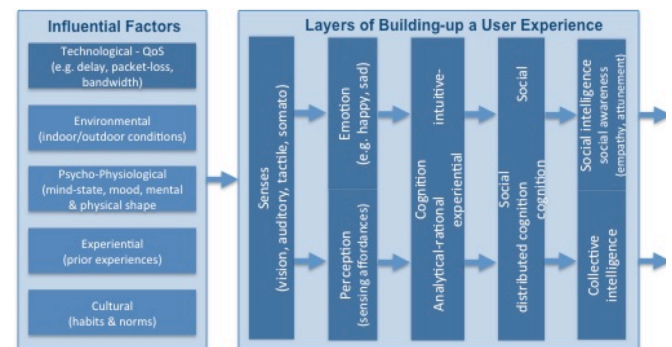 Influential Factors
Technological - QoS
(e.g. delay, packet-loss,
bandwidth)
Environmental
(indoor/outdoor conditions)
Psycho-Physiological
(mind-state, mood, mental
& physical shape
Experiential
(prior experiences)
Cultural
(habits & norms)
Layers of Building-up a User Experience
Senses
(vision, auditory, tactile, somato)
Emotion
(e.g. happy, sad)
Perception
(sensing affordances)
Cognition
Analytical-rational intuitive-
experiential
Social
distributed cognition Social
cognition
Social intelligence
social awareness
(empathy, attunement)
Collective
intelligence